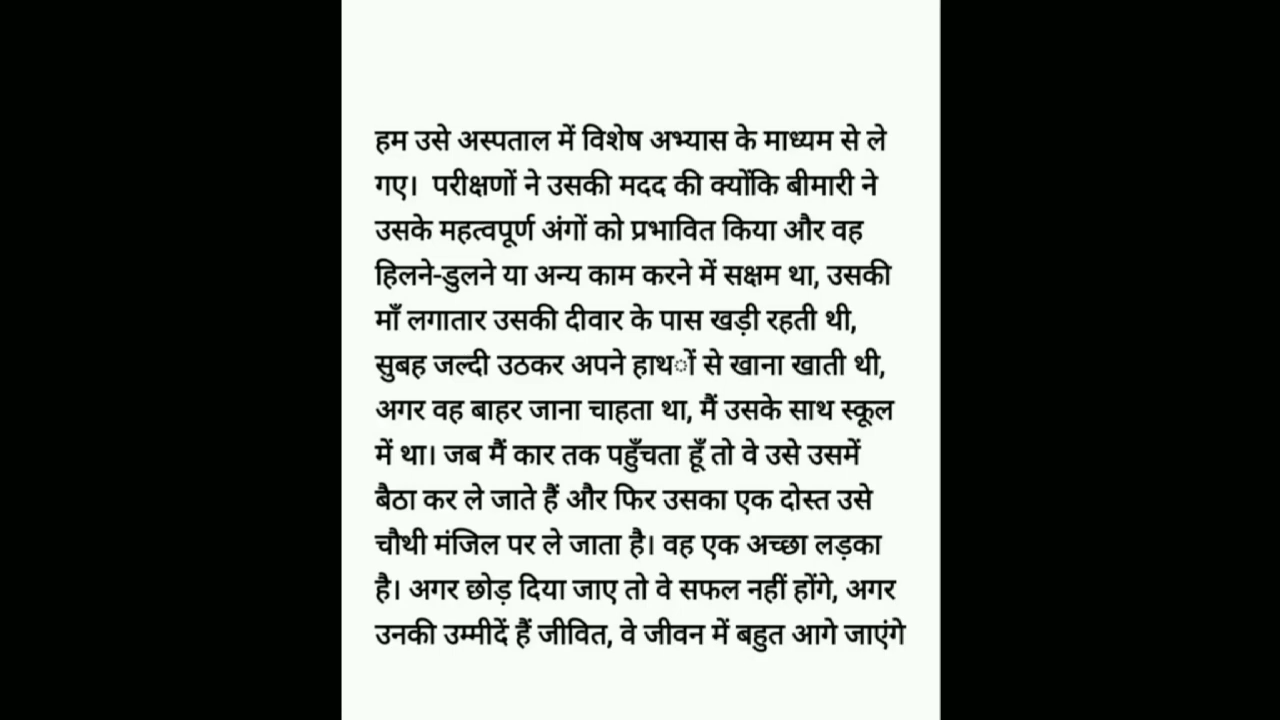 हम उसे अस्पताल में विशेष अभ्यास के माध्यम से ले
गए।  परीक्षणों ने उसकी मदद की क्योंकि बीमारी ने
उसके महत्वपूर्ण अंगों को प्रभावित किया और वह
हिलने-डुलने या अन्य काम करने में सक्षम था, उसकी
माँ लगातार उसकी दीवार के पास खड़ी रहती थी,
सुबह जल्दी उठकर अपने हाथों से खाना खाती थी,
अगर वह बाहर जाना चाहता था, मैं उसके साथ स्कूल
में था। जब मैं कार तक पहुँचता हूँ तो वे उसे उसमें
बैठा कर ले जाते हैं और फिर उसका एक दोस्त उसे
चौथी मंजिल पर ले जाता है। वह एक अच्छा लड़का
है। अगर छोड़ दिया जाए तो वे सफल नहीं होंगे, अगर
उनकी उम्मीदें हैं जीवित, वे जीवन में बहुत आगे जाएंगे